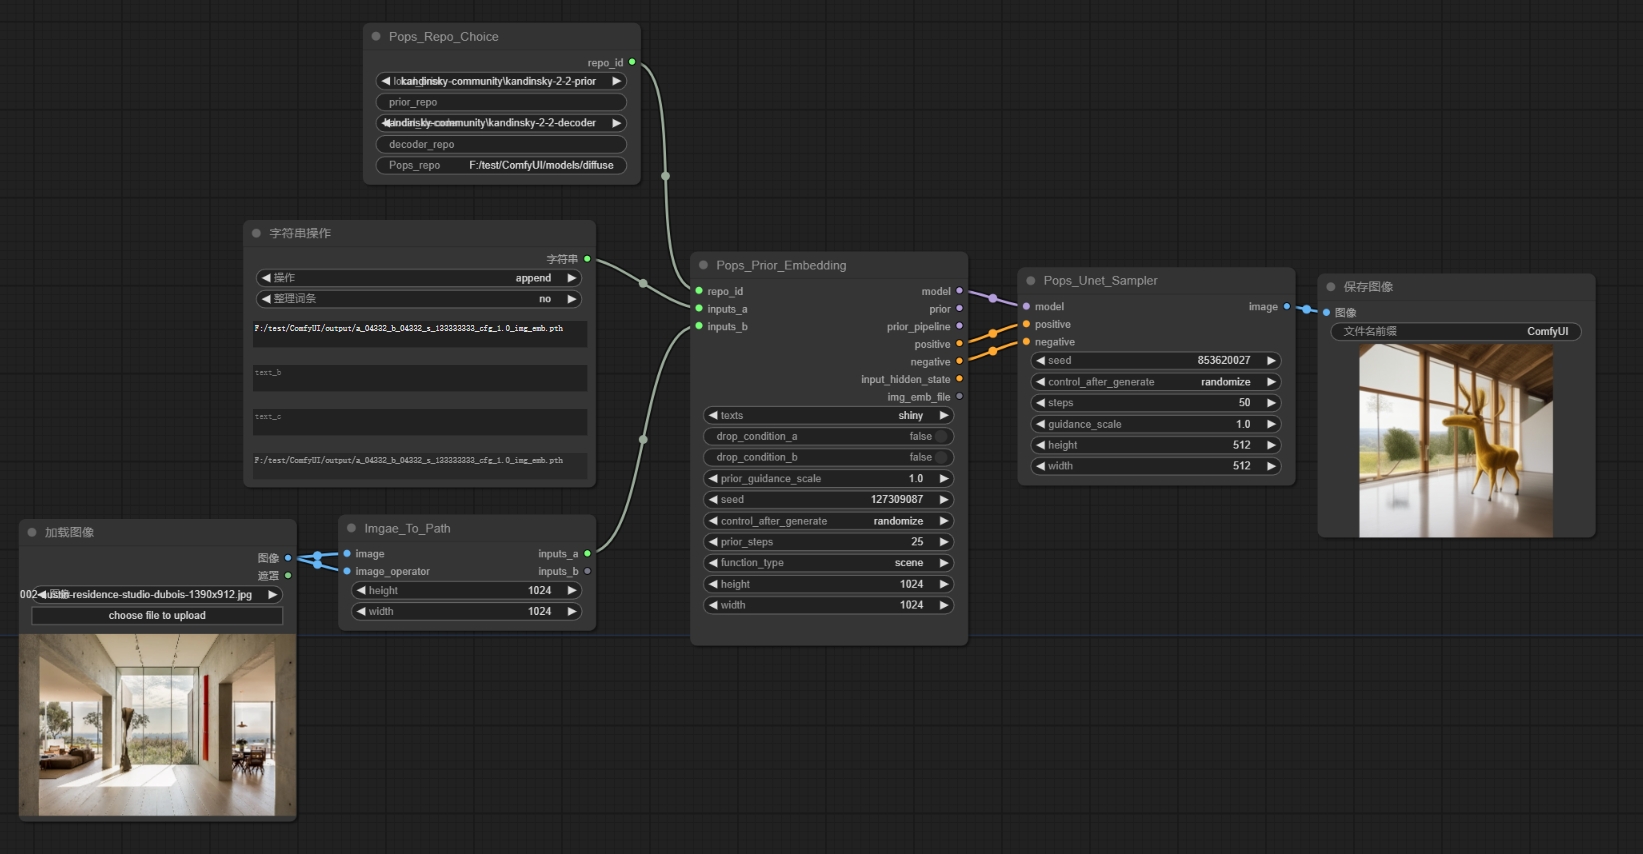 Pops_Repo_Choice
repo_id
kandinsky-community\kandinsky-2-2-prior
prior_repo
kandinsky-community\kandinsky-2-2-decoder
decoder_repo
Pops_repo F:/test/ComfyUI/models/diffuse
字符串操作
字符串
操作 append
整理词条 no
F:/test/ComfyUI/output/a_04332_b_04332_s_133333333_cfg_1.0_img_emb.pth
text_b
text_c
F:/test/ComfyUI/output/a_04332_b_04332_s_133333333_cfg_1.0_img_emb.pth
加载图像
图像
遮罩
-residence-studio-dubois-1390x912.jpg
choose file to upload
Imgae_To_Path
image inputs_a
image_operator inputs_b
height 1024
width 1024
Pops_Prior_Embedding
repo_id model
inputs_a prior
inputs_b prior_pipeline
positive
negative
input_hidden_state
img_emb_file
texts shiny
drop_condition_a false
drop_condition_b false
prior_guidance_scale 1.0
seed 127309087
control_after_generate randomize
prior_steps 25
function_type scene
height 1024
width 1024
Pops_Unet_Sampler
model image
positive
negative
seed 853620027
control_after_generate randomize
steps 50
guidance_scale 1.0
height 512
width 512
保存图像
图像
文件名前缀 ComfyUI